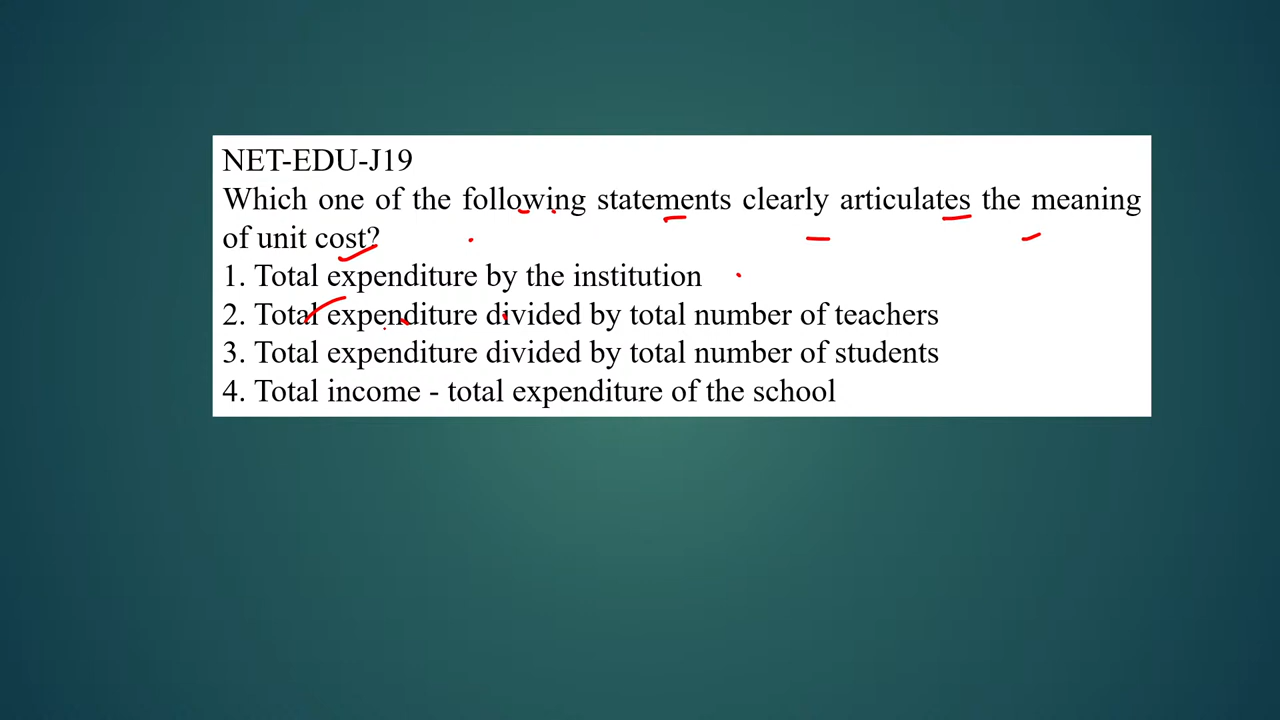 NET-EDU-J19
Which one of the following statements clearly articulates the meaning
of unit cost?
1. Total expenditure by the institution
2. Total expenditure divided by total number of teachers
3. Total expenditure divided by total number of students
4. Total income - total expenditure of the school